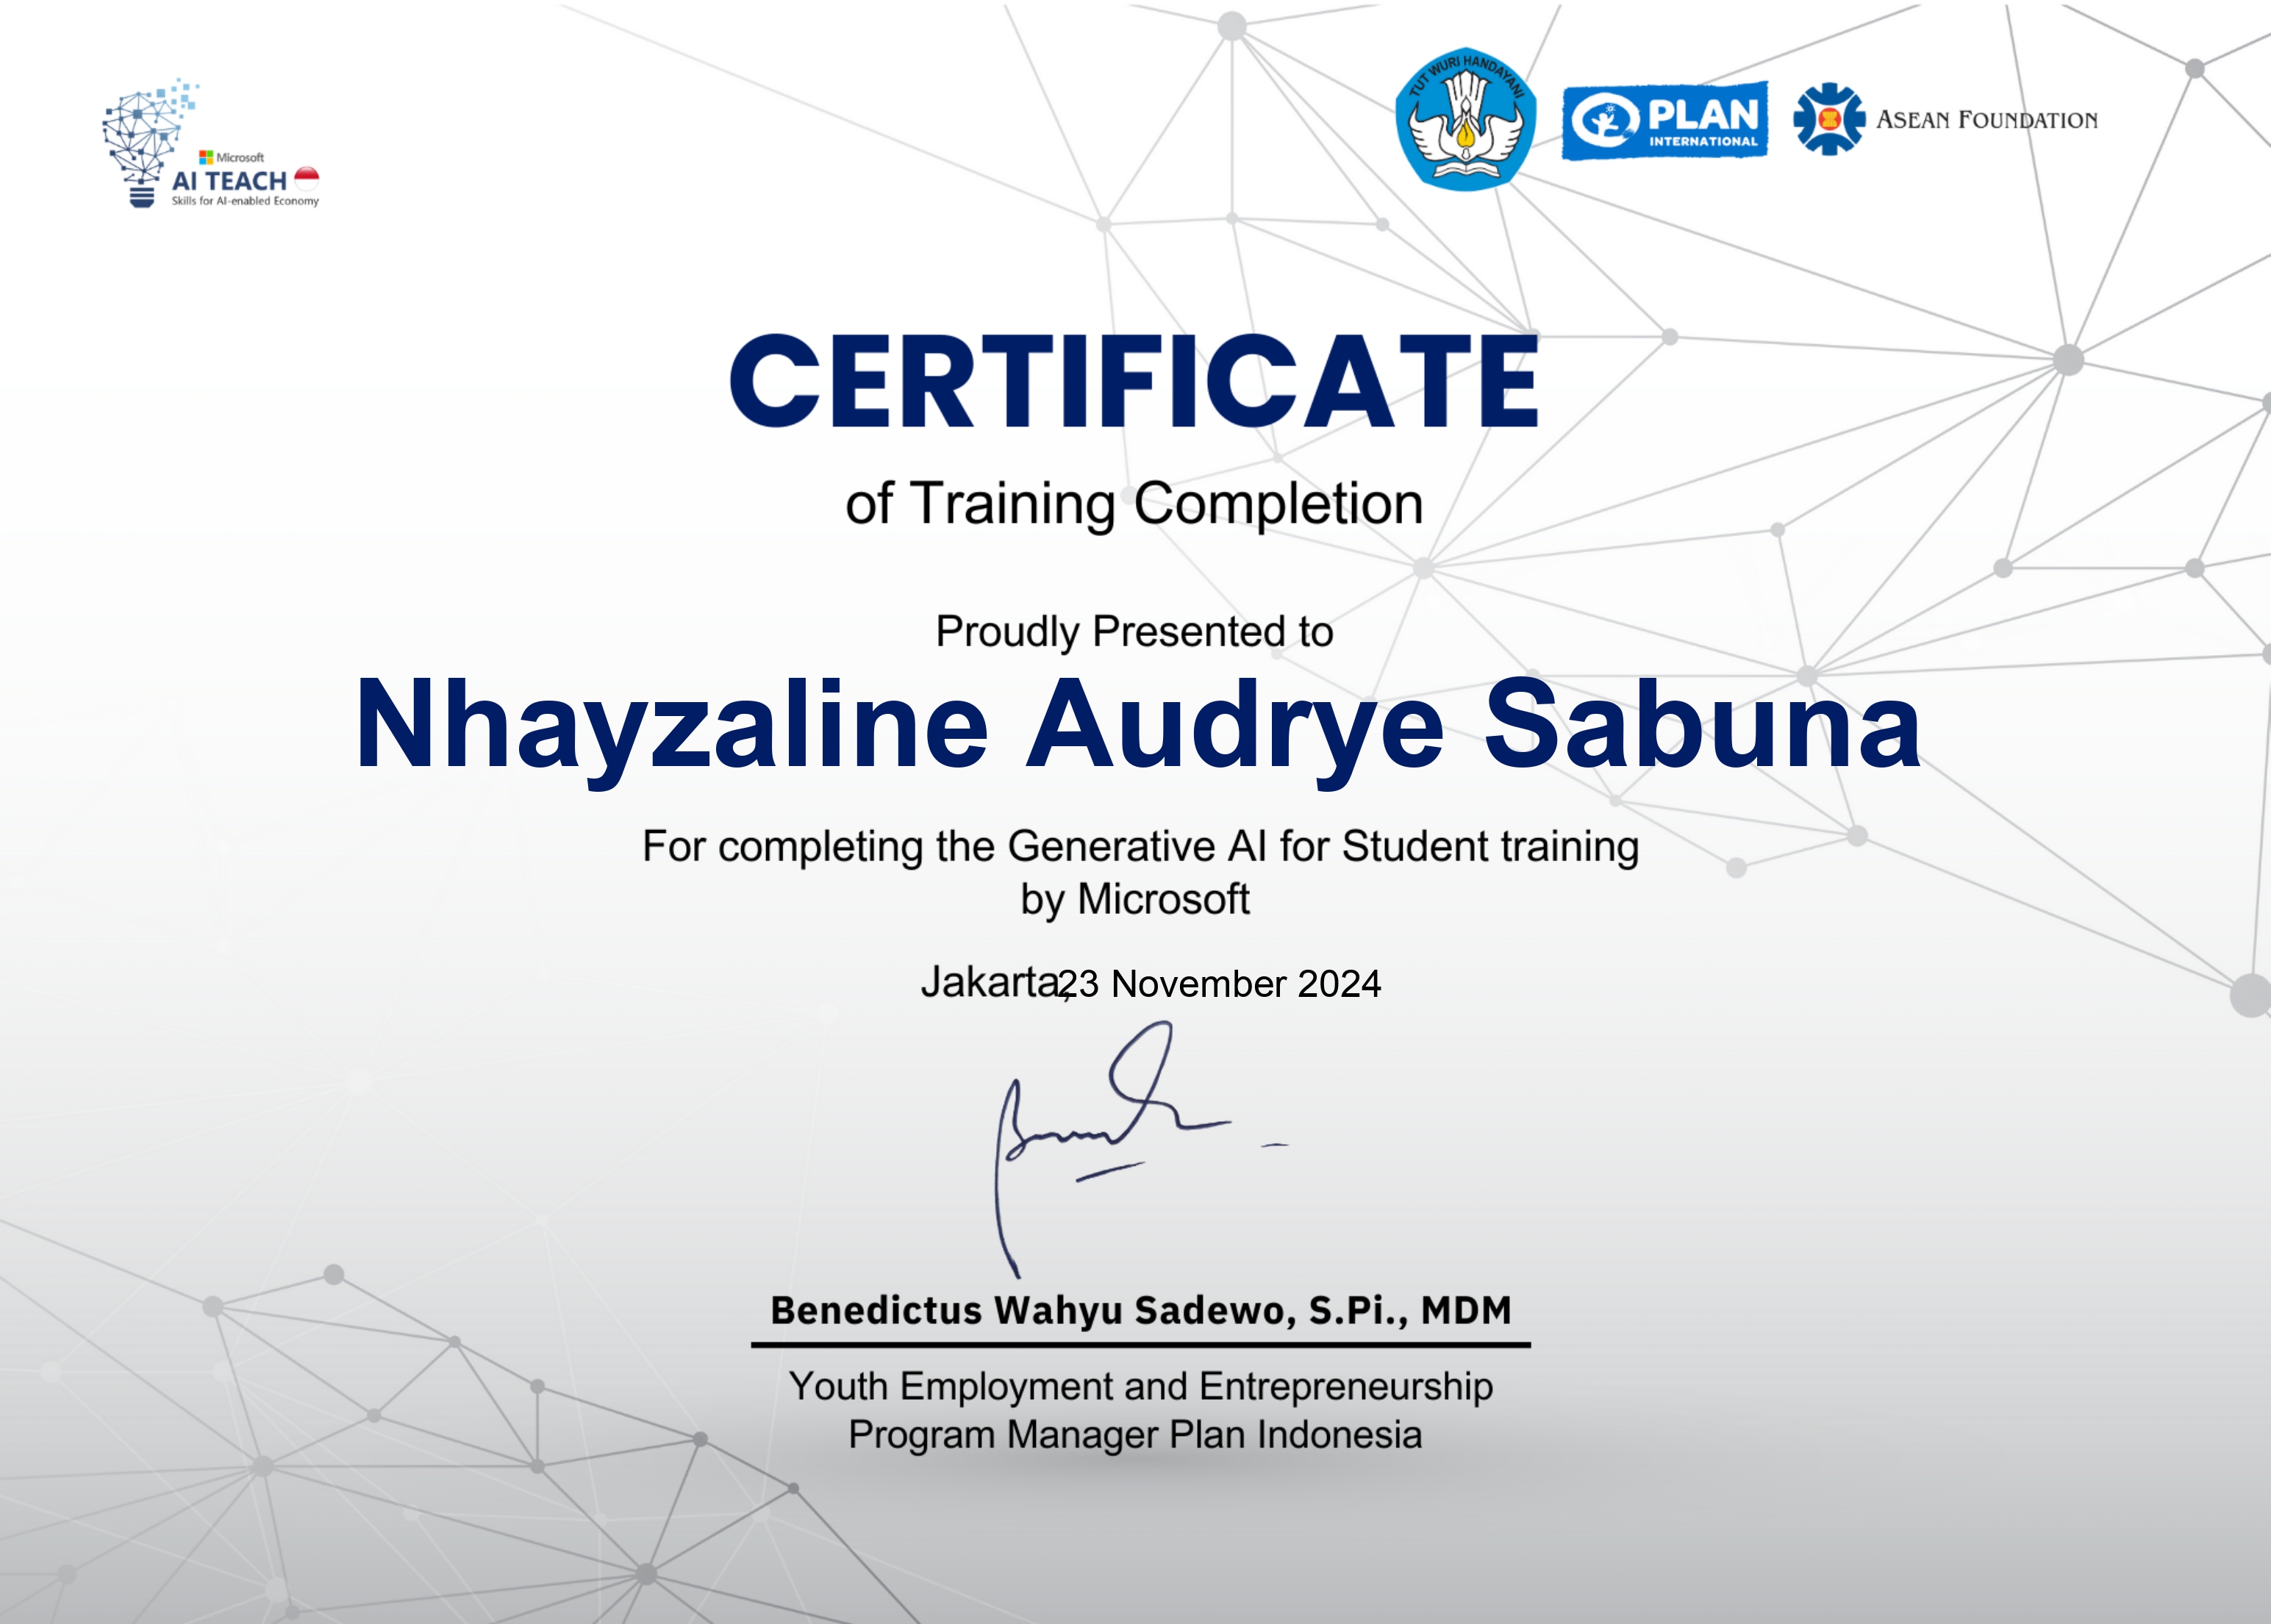 Microsoft
AI TEACH
Skills for AI-enabled Economy
TUT WURI HANDAYANI
PLAN
INTERNATIONAL
ASEAN FOUNDATION
CERTIFICATE
of Training Completion
Proudly Presented to
Nhayzaline Audrye Sabuna
For completing the Generative AI for Student training
by Microsoft
Jakarta, 23 November 2024
Benedictus Wahyu Sadewo, S.Pi., MDM
Youth Employment and Entrepreneurship
Program Manager Plan Indonesia